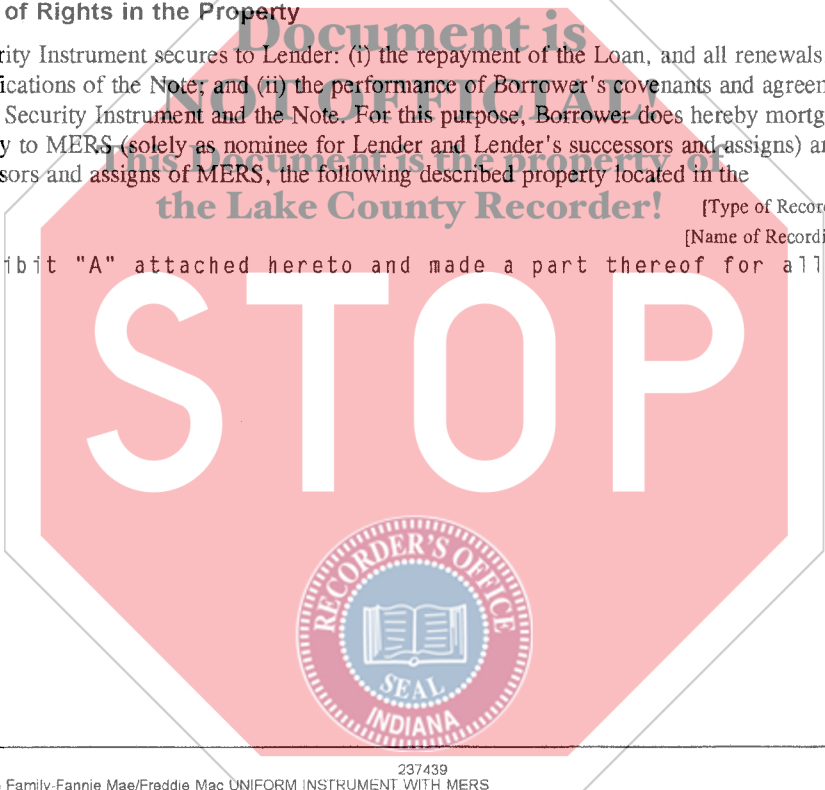 of Rights in the Property
Document is
rity Instrument secures to Lender: (i) the repayment of the Loan, and all renewals
fications of the Note; and (ii) the performance of Borrower's covenants and agreen
NOT OFFICIAL!
Security Instrument and the Note. For this purpose, Borrower does hereby mortg
y to MERS (solely as nominee for Lender and Lender's successors and assigns) an
This Document is the property of
sors and assigns of MERS, the following described property located in the
the Lake County Recorder!
[Type of Record
[Name of Recordi
ibit "A" attached hereto and made a part thereof for all
STOP
RECORDER'S OFFICE
SEAL
INDIANA
237439
Family-Fannie Mae/Freddie Mac UNIFORM INSTRUMENT WITH MERS